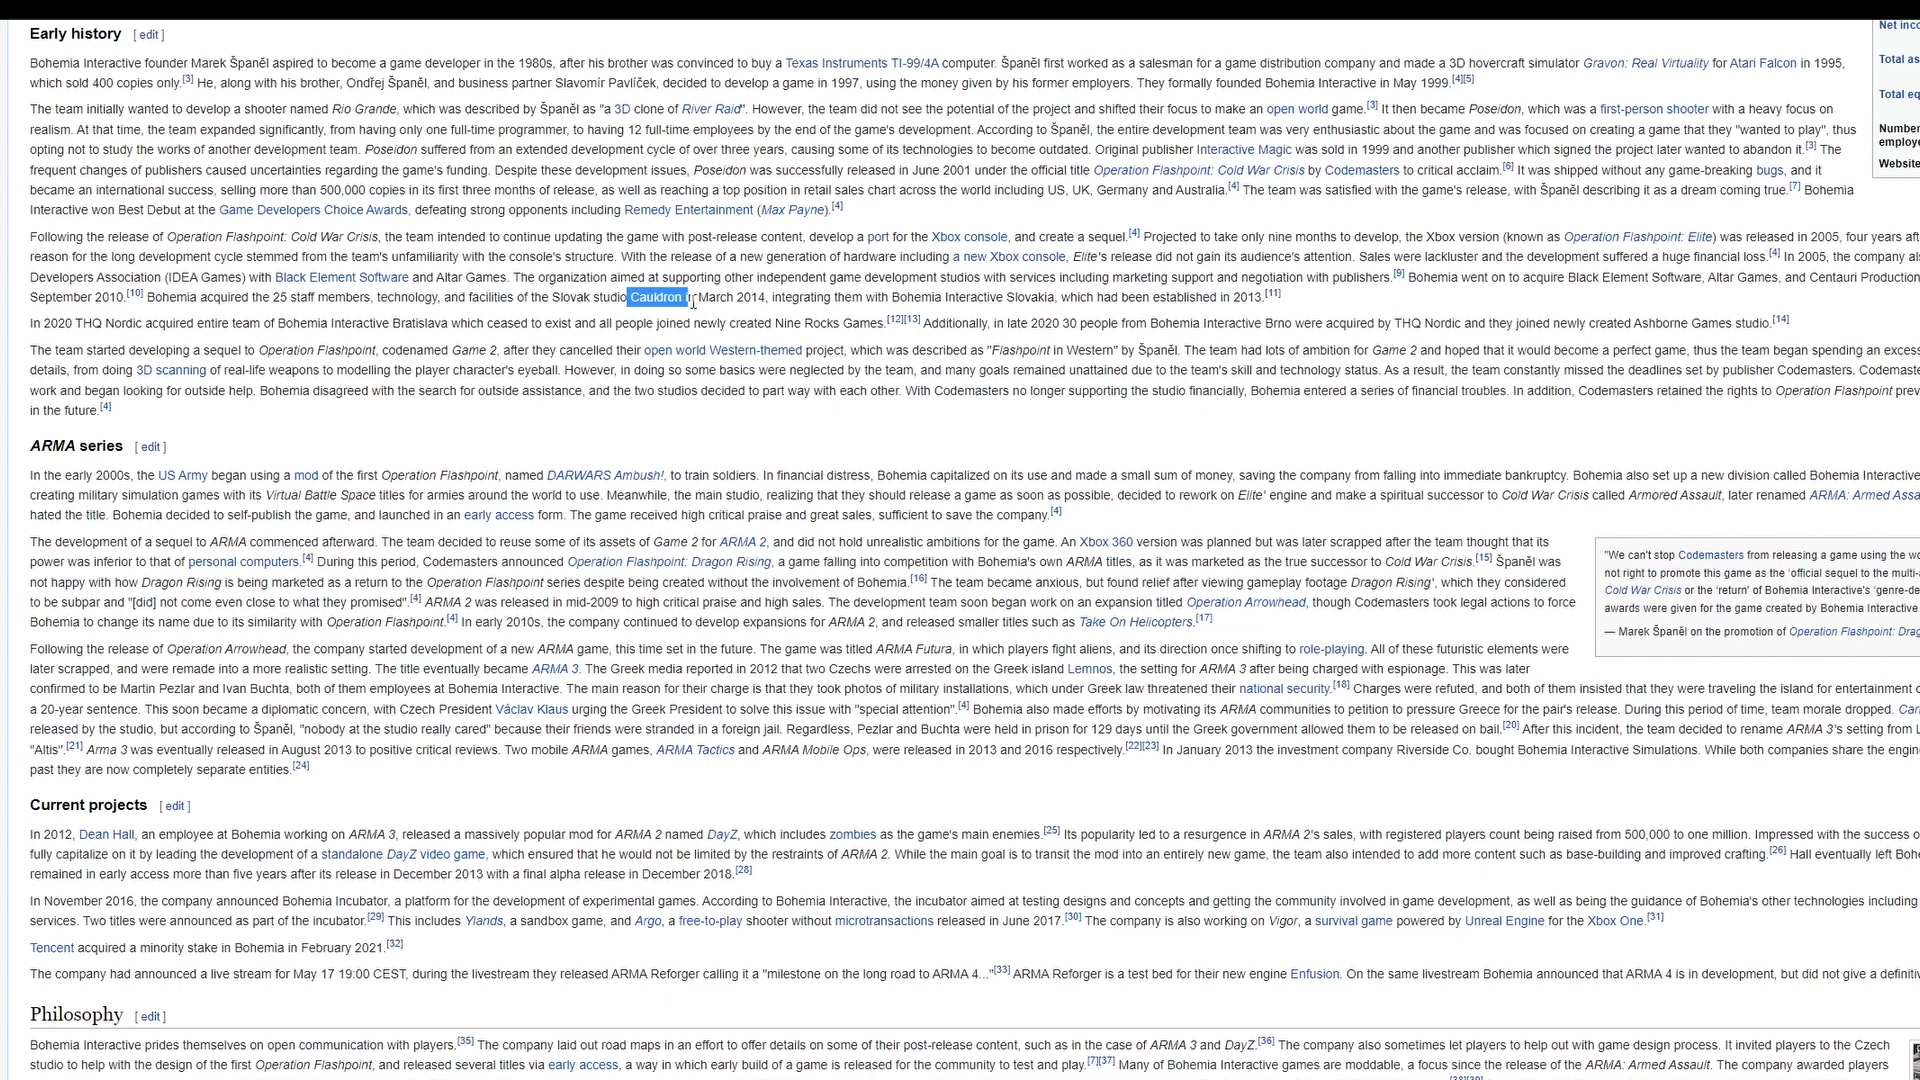 Early history [ edit ]
Bohemia Interactive founder Marek Španěl aspired to become a game developer in the 1980s, after his brother was convinced to buy a Texas Instruments TI-99/4A computer. Španěl first worked as a salesman for a game distribution company and made a 3D hovercraft simulator Gravon: Real Virtuality for Atari Falcon in 1995,
which sold 400 copies only.[3] He, along with his brother, Ondřej Španěl, and business partner Slavomír Pavlíček, decided to develop a game in 1997, using the money given by his former employers. They formally founded Bohemia Interactive in May 1999.[4][5]
The team initially wanted to develop a shooter named Rio Grande, which was described by Španěl as "a 3D clone of River Raid". However, the team did not see the potential of the project and shifted their focus to make an open world game.[3] It then became Poseidon, which was a first-person shooter with a heavy focus on
realism. At that time, the team expanded significantly, from having only one full-time programmer, to having 12 full-time employees by the end of the game's development. According to Španěl, the entire development team was very enthusiastic about the game and was focused on creating a game that they "wanted to play", thus
opting not to study the works of another development team. Poseidon suffered from an extended development cycle of over three years, causing some of its technologies to become outdated. Original publisher Interactive Magic was sold in 1999 and another publisher which signed the project later wanted to abandon it.[3] The
frequent changes of publishers caused uncertainties regarding the game's funding. Despite these development issues, Poseidon was successfully released in June 2001 under the official title Operation Flashpoint: Cold War Crisis by Codemasters to critical acclaim.[6] It was shipped without any game-breaking bugs, and it
became an international success, selling more than 500,000 copies in its first three months of release, as well as reaching a top position in retail sales chart across the world including US, UK, Germany and Australia.[4] The team was satisfied with the game's release, with Španěl describing it as a dream coming true.[7] Bohemia
Interactive won Best Debut at the Game Developers Choice Awards, defeating strong opponents including Remedy Entertainment (Max Payne).[4]
Following the release of Operation Flashpoint: Cold War Crisis, the team intended to continue updating the game with post-release content, develop a port for the Xbox console, and create a sequel.[4] Projected to take only nine months to develop, the Xbox version (known as Operation Flashpoint: Elite) was released in 2005, four years aft
reason for the long development cycle stemmed from the team's unfamiliarity with the console's structure. With the release of a new generation of hardware including a new Xbox console, Elite's release did not gain its audience's attention. Sales were lackluster and the development suffered a huge financial loss.[4] In 2005, the company al
Developers Association (IDEA Games) with Black Element Software and Altar Games. The organization aimed at supporting other independent game development studios with services including marketing support and negotiation with publishers.[9] Bohemia went on to acquire Black Element Software, Altar Games, and Centauri Production
September 2010.[10] Bohemia acquired the 25 staff members, technology, and facilities of the Slovak studio Cauldron in March 2014, integrating them with Bohemia Interactive Slovakia, which had been established in 2013.[11]
In 2020 THQ Nordic acquired entire team of Bohemia Interactive Bratislava which ceased to exist and all people joined newly created Nine Rocks Games.[12][13] Additionally, in late 2020 30 people from Bohemia Interactive Brno were acquired by THQ Nordic and they joined newly created Ashborne Games studio.[14]
The team started developing a sequel to Operation Flashpoint, codenamed Game 2, after they cancelled their open world Western-themed project, which was described as "Flashpoint in Western" by Španěl. The team had lots of ambition for Game 2 and hoped that it would become a perfect game, thus the team began spending an excess
details, from doing 3D scanning of real-life weapons to modelling the player character's eyeball. However, in doing so some basics were neglected by the team, and many goals remained unattained due to the team's skill and technology status. As a result, the team constantly missed the deadlines set by publisher Codemasters. Codemaste
work and began looking for outside help. Bohemia disagreed with the search for outside assistance, and the two studios decided to part way with each other. With Codemasters no longer supporting the studio financially, Bohemia entered a series of financial troubles. In addition, Codemasters retained the rights to Operation Flashpoint prev
in the future.[4]
ARMA series [ edit ]
In the early 2000s, the US Army began using a mod of the first Operation Flashpoint, named DARWARS Ambush!, to train soldiers. In financial distress, Bohemia capitalized on its use and made a small sum of money, saving the company from falling into immediate bankruptcy. Bohemia also set up a new division called Bohemia Interactive
creating military simulation games with its Virtual Battle Space titles for armies around the world to use. Meanwhile, the main studio, realizing that they should release a game as soon as possible, decided to rework on Elite' engine and make a spiritual successor to Cold War Crisis called Armored Assault, later renamed ARMA: Armed Assa
hated the title. Bohemia decided to self-publish the game, and launched in an early access form. The game received high critical praise and great sales, sufficient to save the company.[4]
The development of a sequel to ARMA commenced afterward. The team decided to reuse some of its assets of Game 2 for ARMA 2, and did not hold unrealistic ambitions for the game. An Xbox 360 version was planned but was later scrapped after the team thought that its
power was inferior to that of personal computers.[4] During this period, Codemasters announced Operation Flashpoint: Dragon Rising, a game falling into competition with Bohemia's own ARMA titles, as it was marketed as the true successor to Cold War Crisis.[15] Španěl was
not happy with how Dragon Rising is being marketed as a return to the Operation Flashpoint series despite being created without the involvement of Bohemia.[16] The team became anxious, but found relief after viewing gameplay footage Dragon Rising', which they considered
to be subpar and "[did] not come even close to what they promised".[4] ARMA 2 was released in mid-2009 to high critical praise and high sales. The development team soon began work on an expansion titled Operation Arrowhead, though Codemasters took legal actions to force
Bohemia to change its name due to its similarity with Operation Flashpoint.[4] In early 2010s, the company continued to develop expansions for ARMA 2, and released smaller titles such as Take On Helicopters.[17]
Following the release of Operation Arrowhead, the company started development of a new ARMA game, this time set in the future. The game was titled ARMA Futura, in which players fight aliens, and its direction once shifting to role-playing. All of these futuristic elements were
later scrapped, and were remade into a more realistic setting. The title eventually became ARMA 3. The Greek media reported in 2012 that two Czechs were arrested on the Greek island Lemnos, the setting for ARMA 3 after being charged with espionage. This was later
confirmed to be Martin Pezlar and Ivan Buchta, both of them employees at Bohemia Interactive. The main reason for their charge is that they took photos of military installations, which under Greek law threatened their national security.[18] Charges were refuted, and both of them insisted that they were traveling the island for entertainment o
a 20-year sentence. This soon became a diplomatic concern, with Czech President Václav Klaus urging the Greek President to solve this issue with "special attention".[4] Bohemia also made efforts by motivating its ARMA communities to petition to pressure Greece for the pair's release. During this period of time, team morale dropped. Car
released by the studio, but according to Španěl, "nobody at the studio really cared" because their friends were stranded in a foreign jail. Regardless, Pezlar and Buchta were held in prison for 129 days until the Greek government allowed them to be released on bail.[20] After this incident, the team decided to rename ARMA 3's setting from L
"Altis".[21] Arma 3 was eventually released in August 2013 to positive critical reviews. Two mobile ARMA games, ARMA Tactics and ARMA Mobile Ops, were released in 2013 and 2016 respectively.[22][23] In January 2013 the investment company Riverside Co. bought Bohemia Interactive Simulations. While both companies share the engin
past they are now completely separate entities.[24]
Current projects [ edit ]
In 2012, Dean Hall, an employee at Bohemia working on ARMA 3, released a massively popular mod for ARMA 2 named DayZ, which includes zombies as the game's main enemies.[25] Its popularity led to a resurgence in ARMA 2's sales, with registered players count being raised from 500,000 to one million. Impressed with the success o
fully capitalize on it by leading the development of a standalone DayZ video game, which ensured that he would not be limited by the restraints of ARMA 2. While the main goal is to transit the mod into an entirely new game, the team also intended to add more content such as base-building and improved crafting.[26] Hall eventually left Bohe
remained in early access more than five years after its release in December 2013 with a final alpha release in December 2018.[28]
In November 2016, the company announced Bohemia Incubator, a platform for the development of experimental games. According to Bohemia Interactive, the incubator aimed at testing designs and concepts and getting the community involved in game development, as well as being the guidance of Bohemia's other technologies including
services. Two titles were announced as part of the incubator.[29] This includes Ylands, a sandbox game, and Argo, a free-to-play shooter without microtransactions released in June 2017.[30] The company is also working on Vigor, a survival game powered by Unreal Engine for the Xbox One.[31]
Tencent acquired a minority stake in Bohemia in February 2021.[32]
The company had announced a live stream for May 17 19:00 CEST, during the livestream they released ARMA Reforger calling it a "milestone on the long road to ARMA 4..."[33] ARMA Reforger is a test bed for their new engine Enfusion. On the same livestream Bohemia announced that ARMA 4 is in development, but did not give a definitiv
Philosophy [ edit ]
Bohemia Interactive prides themselves on open communication with players.[35] The company laid out road maps in an effort to offer details on some of their post-release content, such as in the case of ARMA 3 and DayZ.[36] The company also sometimes let players to help out with game design process. It invited players to the Czech
studio to help with the design of the first Operation Flashpoint, and released several titles via early access, a way in which early build of a game is released for the community to test and play.[7][37] Many of Bohemia Interactive games are moddable, a focus since the release of the ARMA: Armed Assault. The company awarded players
Net inco
Total as
Total eq
Number
employe
Website
"We can't stop Codemasters from releasing a game using the wo
not right to promote this game as the 'official sequel to the multi-a
Cold War Crisis or the 'return' of Bohemia Interactive's 'genre-de
awards were given for the game created by Bohemia Interactive
— Marek Španěl on the promotion of Operation Flashpoint: Drag